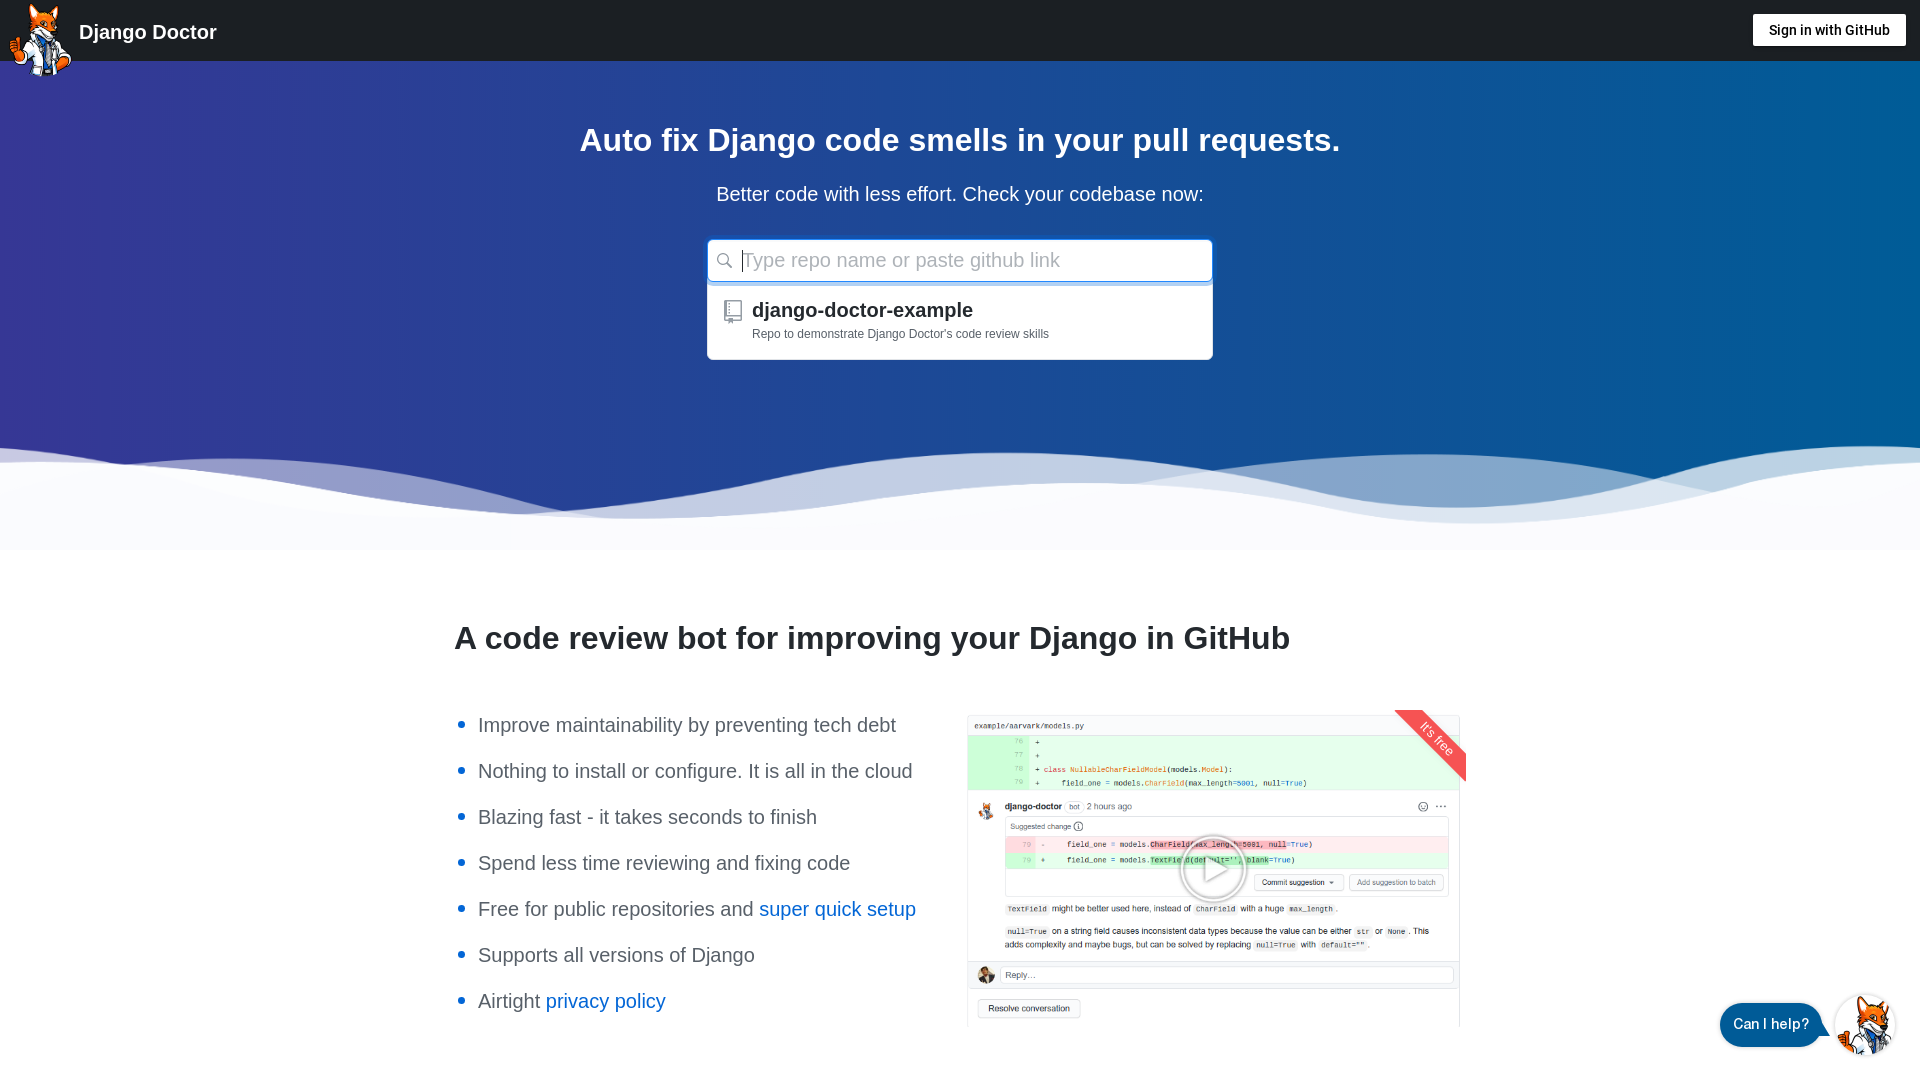 Django Doctor
Sign in with GitHub
Auto fix Django code smells in your pull requests.
Better code with less effort. Check your codebase now:
Type repo name or paste github link
django-doctor-example
Repo to demonstrate Django Doctor's code review skills
A code review bot for improving your Django in GitHub
Improve maintainability by preventing tech debt
Nothing to install or configure. It is all in the cloud
Blazing fast - it takes seconds to finish
Spend less time reviewing and fixing code
Free for public repositories and super quick setup
Supports all versions of Django
Airtight privacy policy
example/aarvark/models.py
It's free
76 +
77 +
78 + class NullableCharFieldModel(models.Model):
79 + field_one = models.CharField(max_length=5001, null=True)
django-doctor bot 2 hours ago
Suggested change
79 - field_one = models.CharField(max_length=5001, null=True)
79 + field_one = models.TextField(default='', blank=True)
Commit suggestion
Add suggestion to batch
TextField might be better used here, instead of CharField with a huge max_length.
null=True on a string field causes inconsistent data types because the value can be either str or None. This
adds complexity and maybe bugs, but can be solved by replacing null=True with default="".
Reply...
Resolve conversation
Can I help?